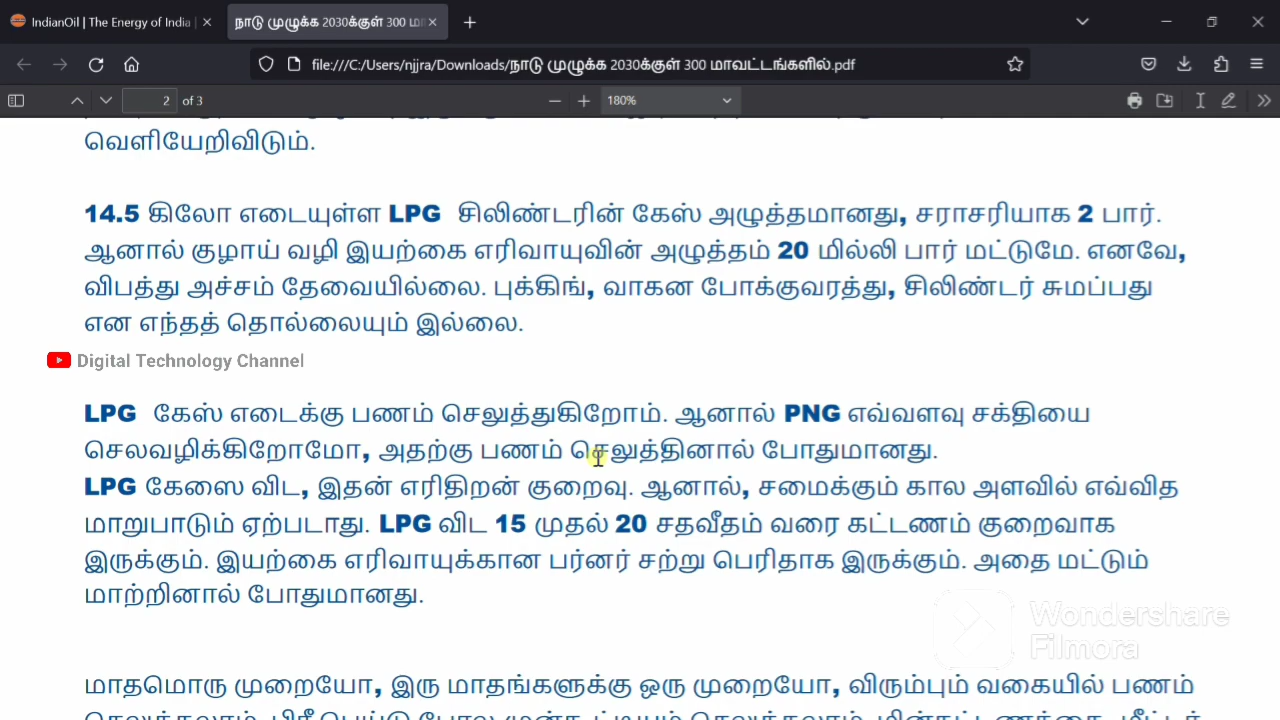 IndianOil | The Energy of India
நாடு முழுக்க 2030க்குள் 300 மா
file:///C:/Users/njjra/Downloads/நாடு முழுக்க 2030க்குள் 300 மாவட்டங்களில்.pdf
2 of 3
180%
வெளியேறிவிடும்.
14.5 கிலோ எடையுள்ள LPG சிலிண்டரின் கேஸ் அழுத்தமானது, சராசரியாக 2 பார்.
ஆனால் குழாய் வழி இயற்கை எரிவாயுவின் அழுத்தம் 20 மில்லி பார் மட்டுமே. எனவே,
விபத்து அச்சம் தேவையில்லை. புக்கிங், வாகன போக்குவரத்து, சிலிண்டர் சுமப்பது
என எந்தத் தொல்லையும் இல்லை.
Digital Technology Channel
LPG கேஸ் எடைக்கு பணம் செலுத்துகிறோம். ஆனால் PNG எவ்வளவு சக்தியை
செலவழிக்கிறோமோ, அதற்கு பணம் செலுத்தினால் போதுமானது.
LPG கேஸை விட, இதன் எரிதிறன் குறைவு. ஆனால், சமைக்கும் கால அளவில் எவ்வித
மாறுபாடும் ஏற்படாது. LPG விட 15 முதல் 20 சதவீதம் வரை கட்டணம் குறைவாக
இருக்கும். இயற்கை எரிவாயுக்கான பர்னர் சற்று பெரிதாக இருக்கும். அதை மட்டும்
மாற்றினால் போதுமானது.
Wondershare
Filmora
மாதமொரு முறையோ, இரு மாதங்களுக்கு ஒரு முறையோ, விரும்பும் வகையில் பணம்